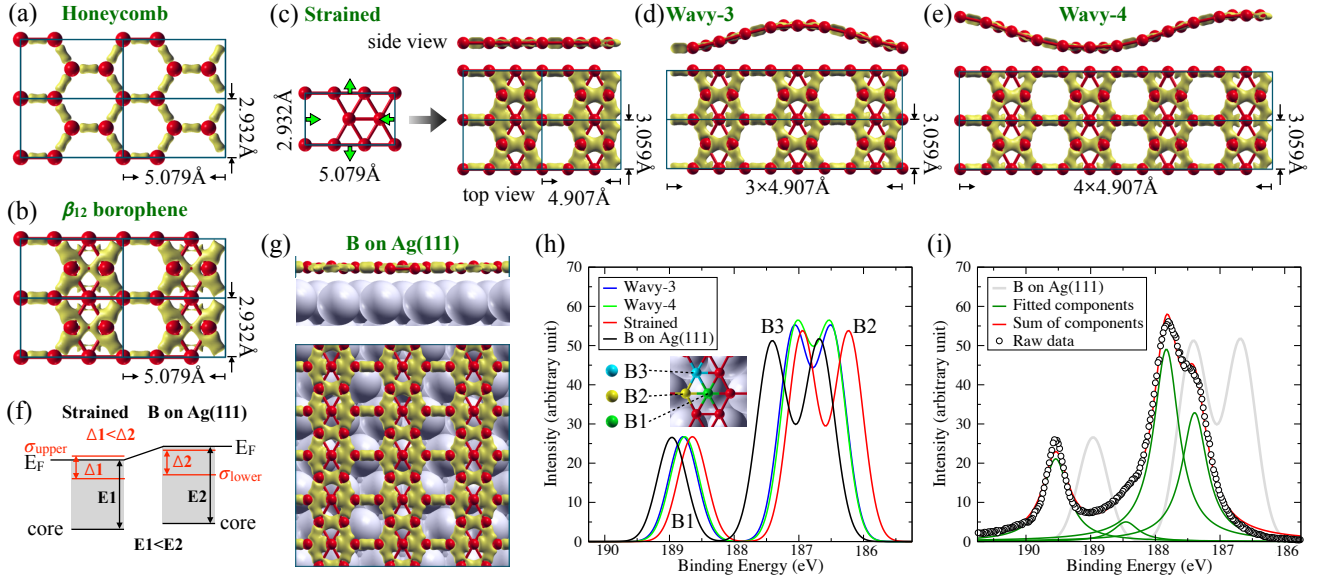 (a) Honeycomb
2.932Å
5.079Å
(b) β12 borophene
2.932Å
5.079Å
(c) Strained
side view
2.932Å
5.079Å
top view
4.907Å
3.059Å
(d) Wavy-3
3×4.907Å
3.059Å
(e) Wavy-4
4×4.907Å
3.059Å
(f)
Strained B on Ag(111)
Δ1<Δ2
σupper
EF EF
Δ1 Δ2
σlower
E1 E2
core core
E1<E2
(g) B on Ag(111)
(h)
Intensity (arbitrary unit)
70
60
50
40
30
20
10
0
Wavy-3
Wavy-4
Strained
B on Ag(111)
B3 B2
B3
B2
B1
B1
190 189 188 187 186
Binding Energy (eV)
(i)
Intensity (arbitrary unit)
70
60
50
40
30
20
10
0
B on Ag(111)
Fitted components
Sum of components
Raw data
190 189 188 187 186
Binding Energy (eV)